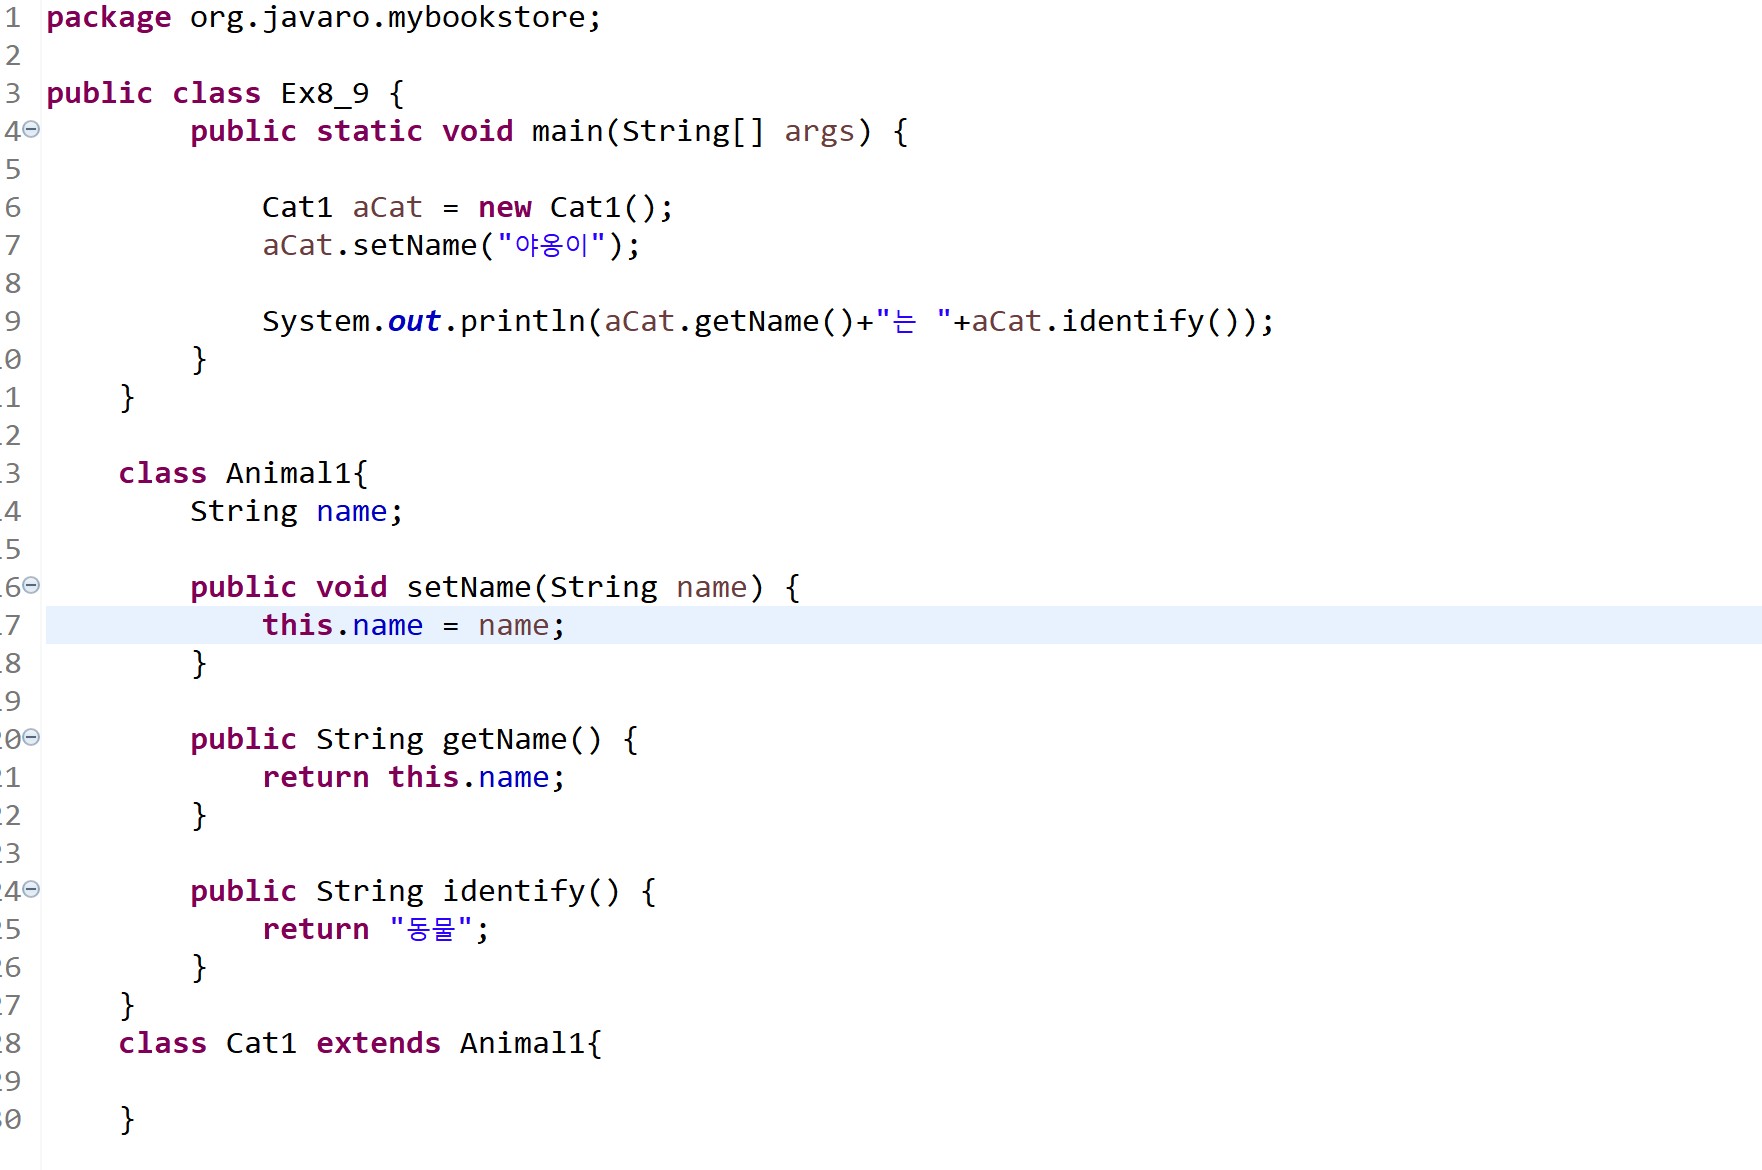 1 package org.javaro.mybookstore;
2
3 public class Ex8_9 {
4 public static void main(String[] args) {
5
6 Cat1 aCat = new Cat1();
7 aCat.setName("야옹이");
8
9 System.out.println(aCat.getName()+"는 "+aCat.identify());
0 }
1 }
2
3 class Animal1{
4 String name;
5
6 public void setName(String name) {
7 this.name = name;
8 }
9
0 public String getName() {
1 return this.name;
2 }
3
4 public String identify() {
5 return "동물";
6 }
7 }
8 class Cat1 extends Animal1{
9
0 }